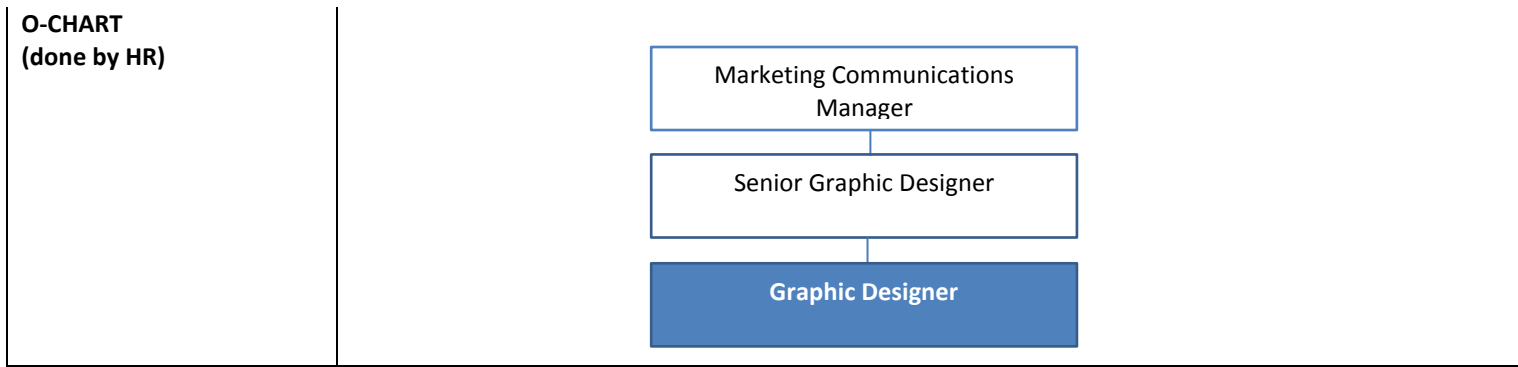 O-CHART
(done by HR)
Marketing Communications
Manager
Senior Graphic Designer
Graphic Designer